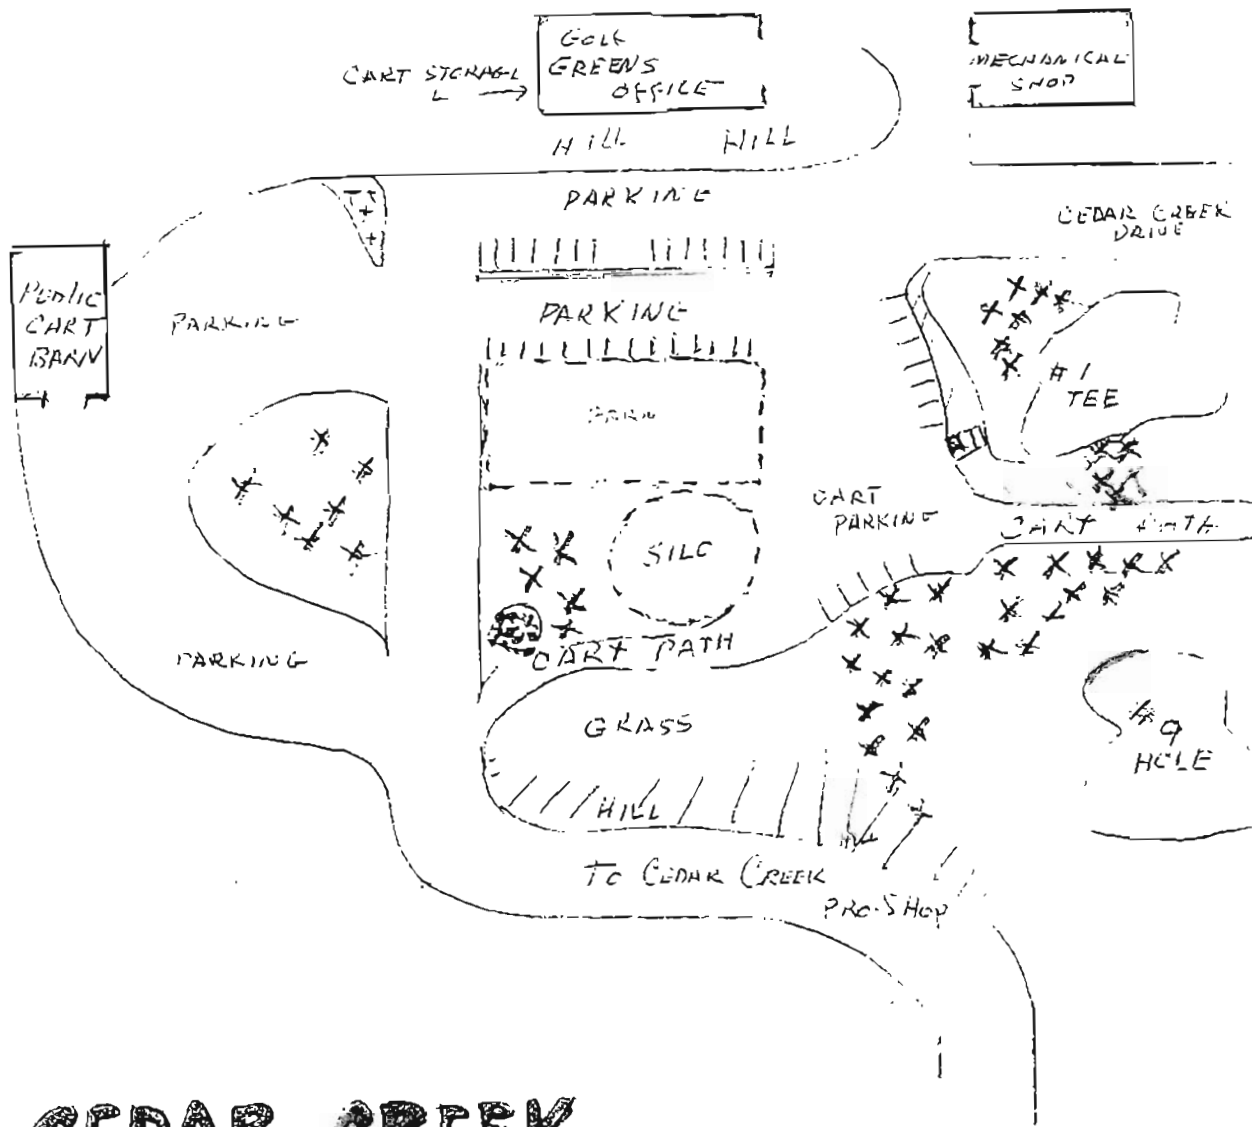 GOLF
GREENS
OFFICE
CART STORAGE
MECHANICAL
SHOP
HILL HILL
PARKING
CEDAR CREEK
DRIVE
PUBLIC
CART
BARN
PARKING
PARKING
#1
TEE
BARN
CART
PARKING
CART PATH
SILO
CART PATH
PARKING
GRASS
#9
HOLE
HILL
TO CEDAR CREEK
PRO-SHOP
CEDAR CREEK